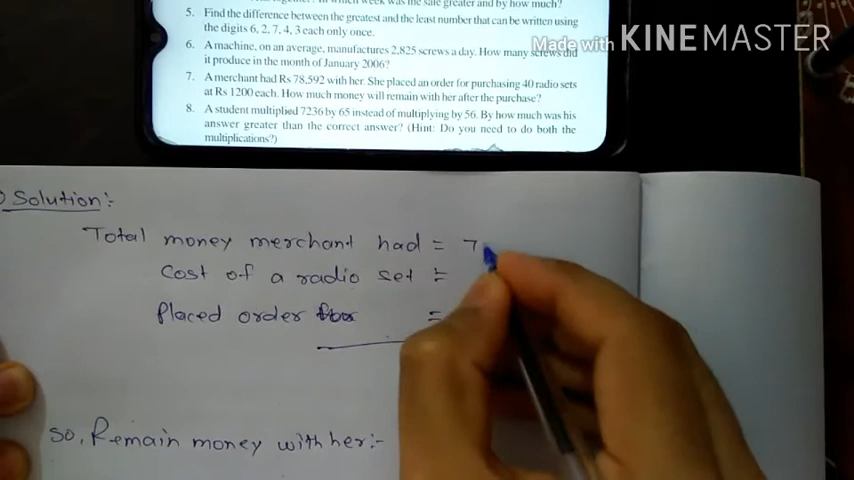 5. Find the difference between the greatest and the least number that can be written using
the digits 6, 2, 7, 4, 3 each only once.
6. A machine, on an average, manufactures 2,825 screws a day. How many screws did
it produce in the month of January 2006?
7. A merchant had Rs 78,592 with her. She placed an order for purchasing 40 radio sets
at Rs 1200 each. How much money will remain with her after the purchase?
8. A student multiplied 7236 by 65 instead of multiplying by 56. By how much was his
answer greater than the correct answer? (Hint: Do you need to do both the
multiplications?)
Made with KINEMASTER
Solution:-
Total money merchant had = 7
Cost of a radio set =
Placed order =
so, Remain money with her:-